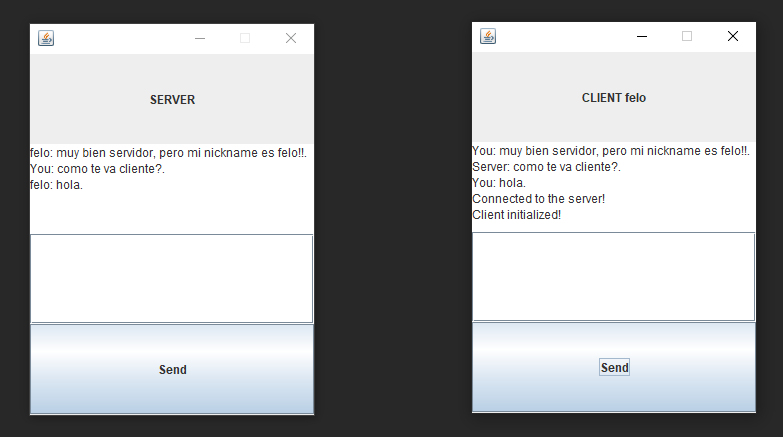 SERVER
felo: muy bien servidor, pero mi nickname es felo!!.
You: como te va cliente?.
felo: hola.
Send
CLIENT felo
You: muy bien servidor, pero mi nickname es felo!!.
Server: como te va cliente?.
You: hola.
Connected to the server!
Client initialized!
Send